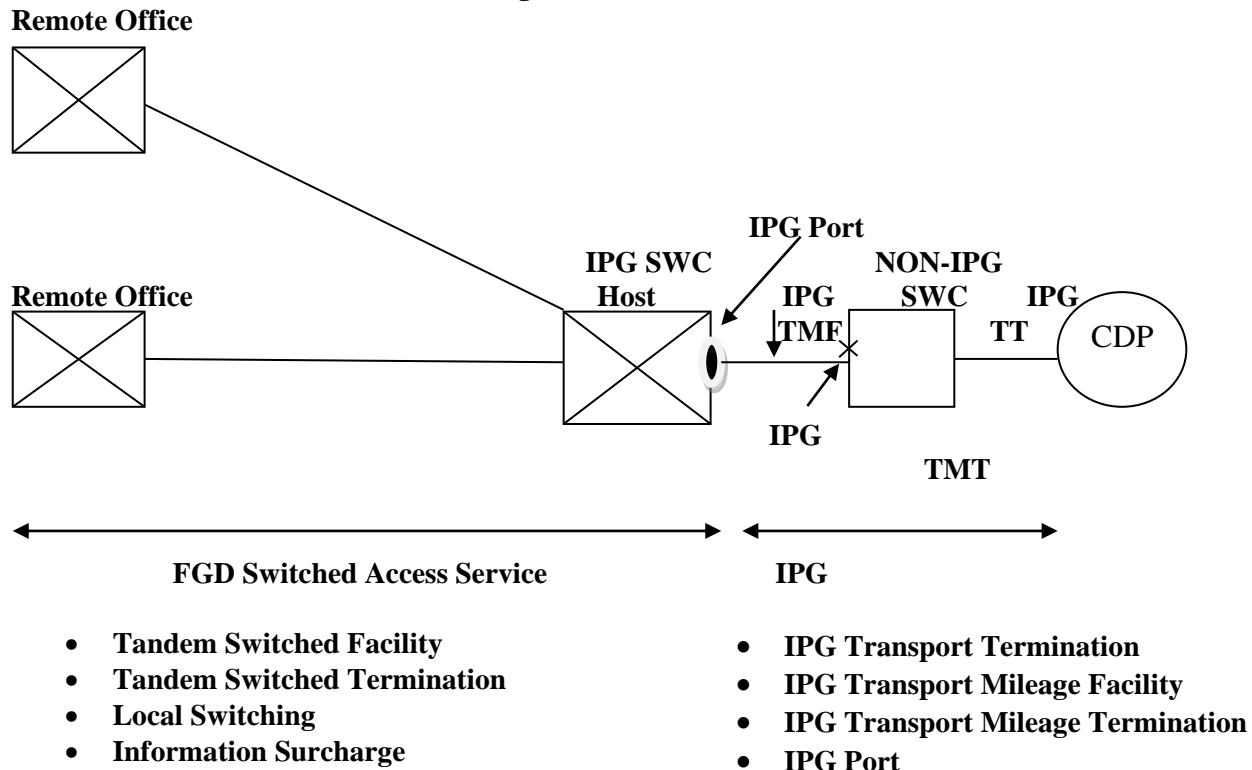 Remote Office
IPG Port
IPG SWC
Host
NON-IPG
SWC
Remote Office
IPG
TMF
IPG
TT
CDP
IPG
TMT
FGD Switched Access Service
IPG
• Tandem Switched Facility
• Tandem Switched Termination
• Local Switching
• Information Surcharge
• IPG Transport Termination
• IPG Transport Mileage Facility
• IPG Transport Mileage Termination
• IPG Port